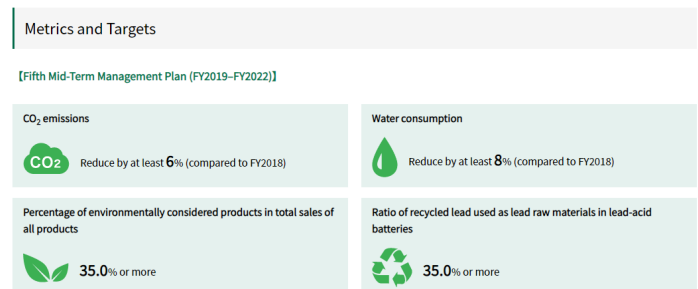 Metrics and Targets
【Fifth Mid-Term Management Plan (FY2019–FY2022)】
CO₂ emissions
CO2
Reduce by at least 6% (compared to FY2018)
Water consumption
Reduce by at least 8% (compared to FY2018)
Percentage of environmentally considered products in total sales of
all products
35.0% or more
Ratio of recycled lead used as lead raw materials in lead-acid
batteries
35.0% or more